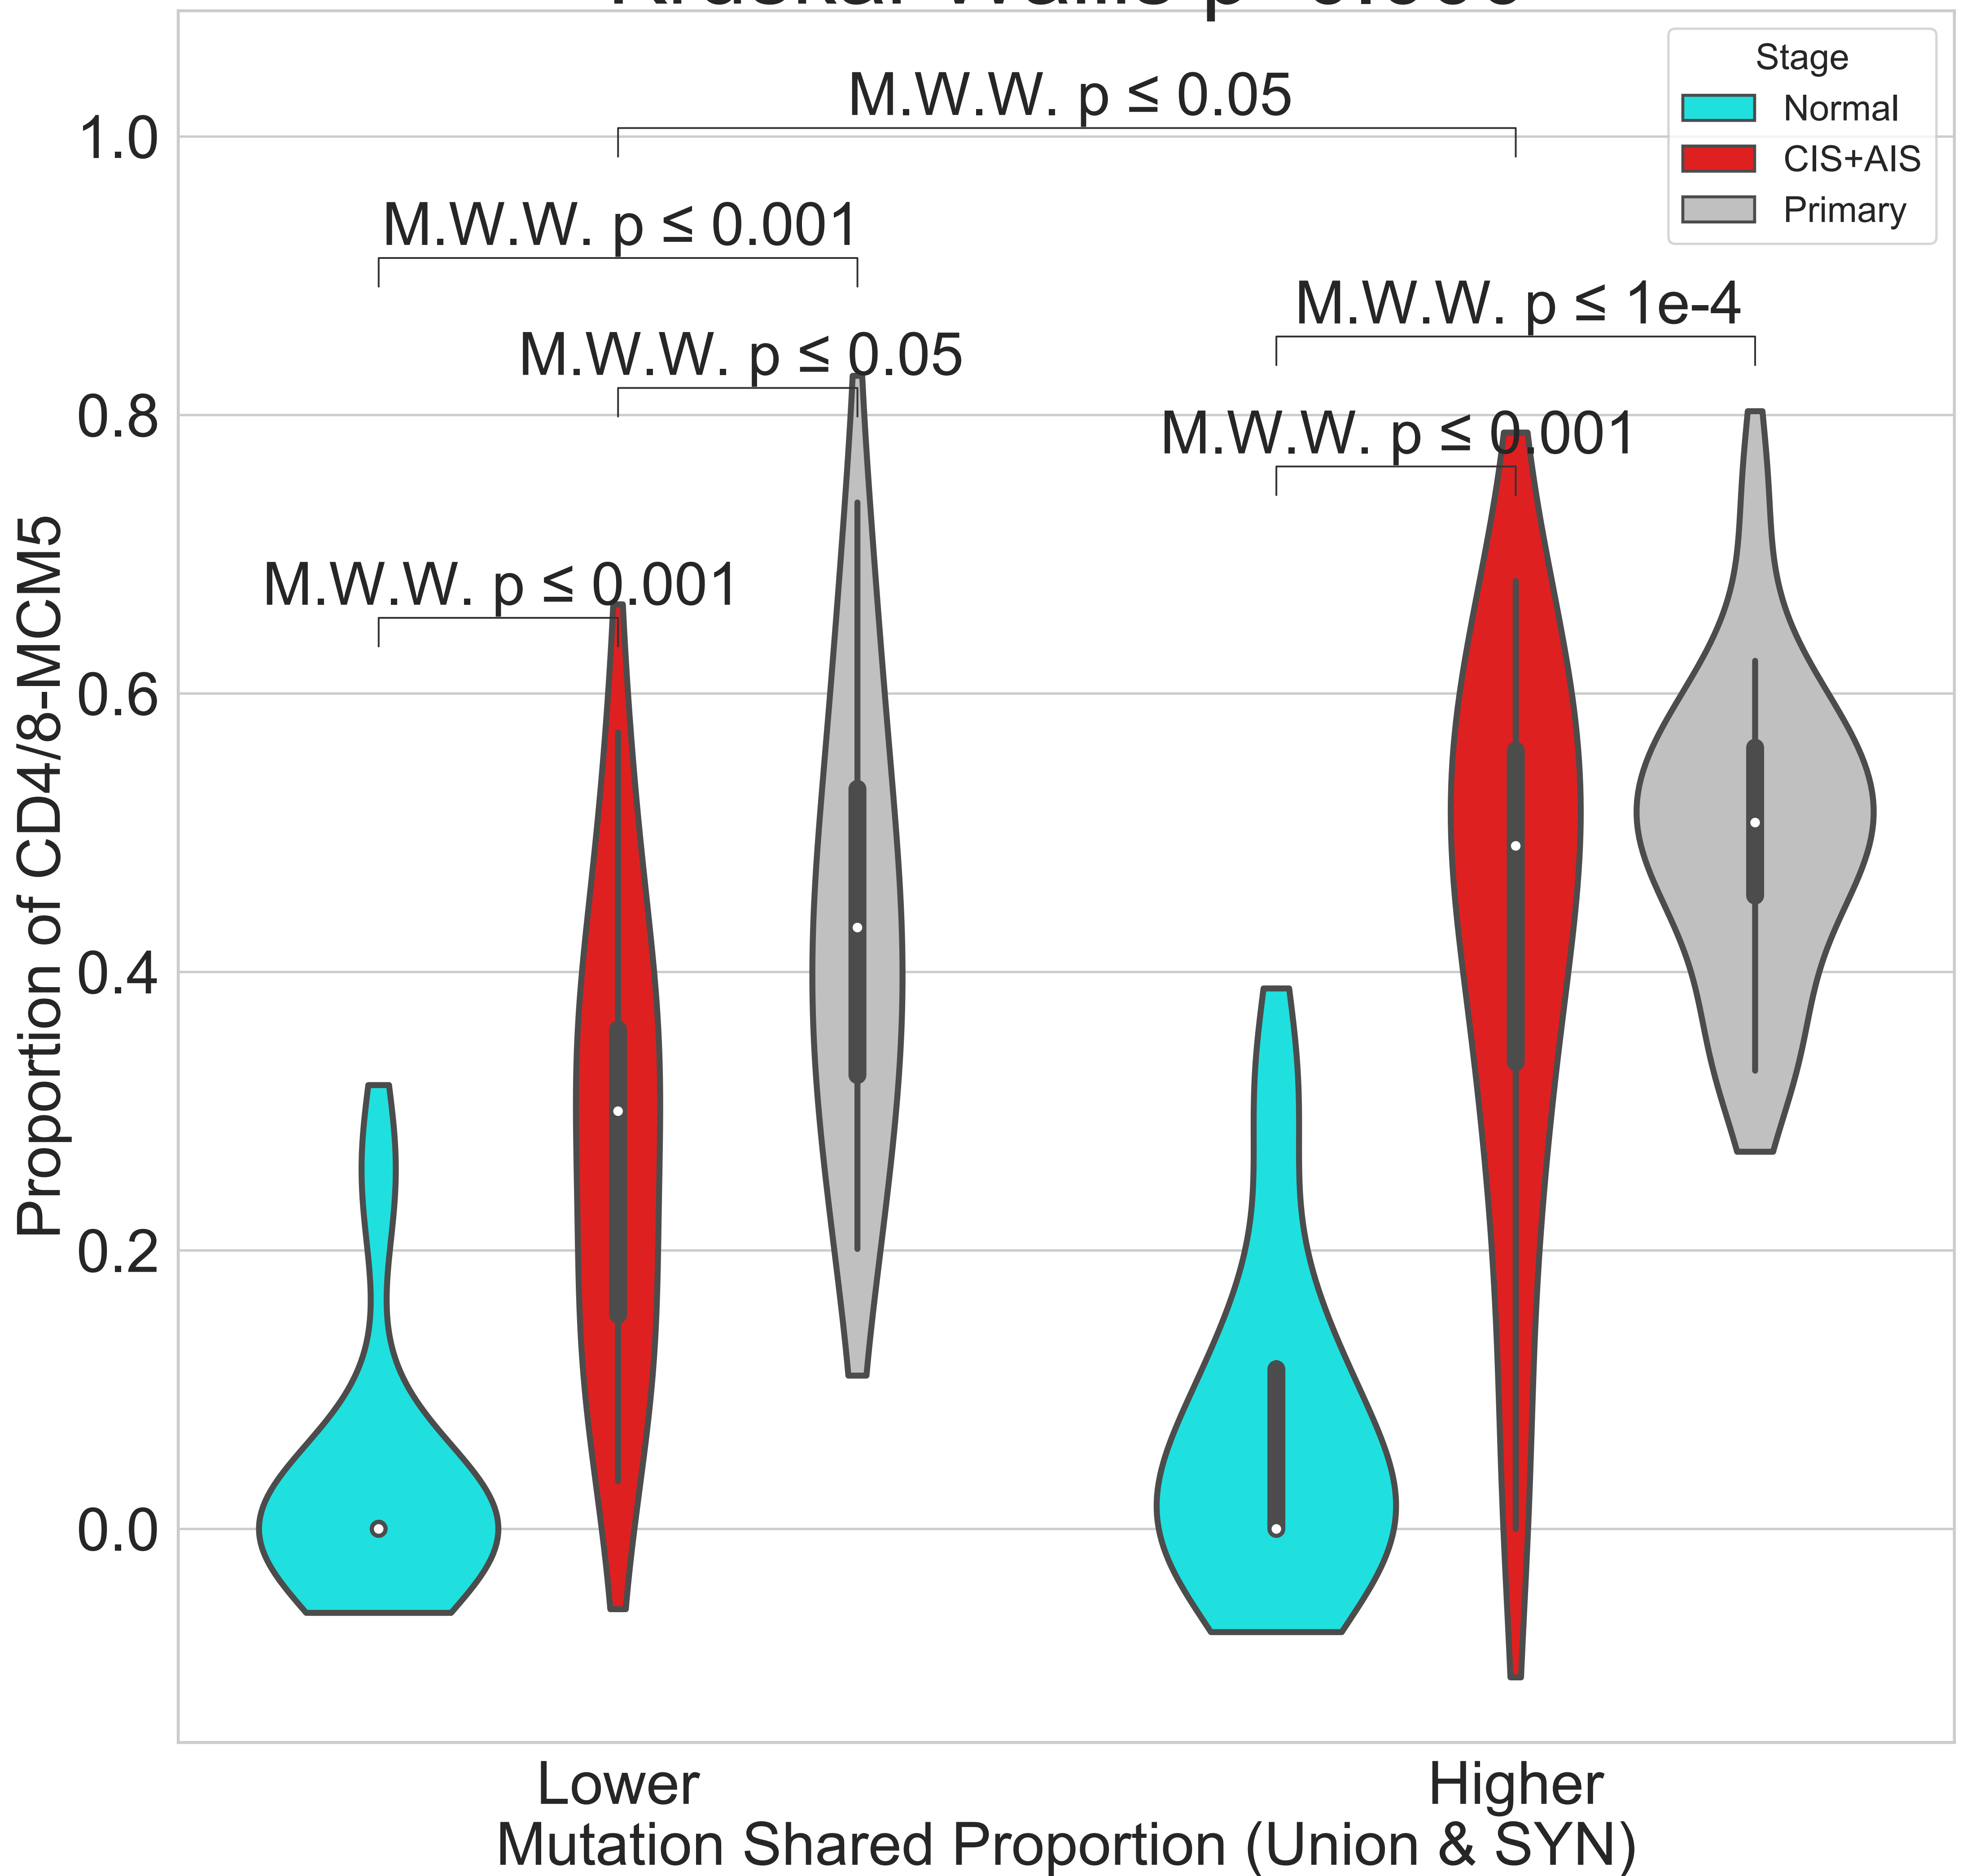 Stage
Normal
CIS+AIS
Primary
M.W.W. p ≤ 0.05
M.W.W. p ≤ 0.001
M.W.W. p ≤ 1e-4
M.W.W. p ≤ 0.05
M.W.W. p ≤ 0.001
M.W.W. p ≤ 0.001
1.0
0.8
0.6
0.4
0.2
0.0
Proportion of CD4/8-MCM5
Lower
Higher
Mutation Shared Proportion (Union & SYN)